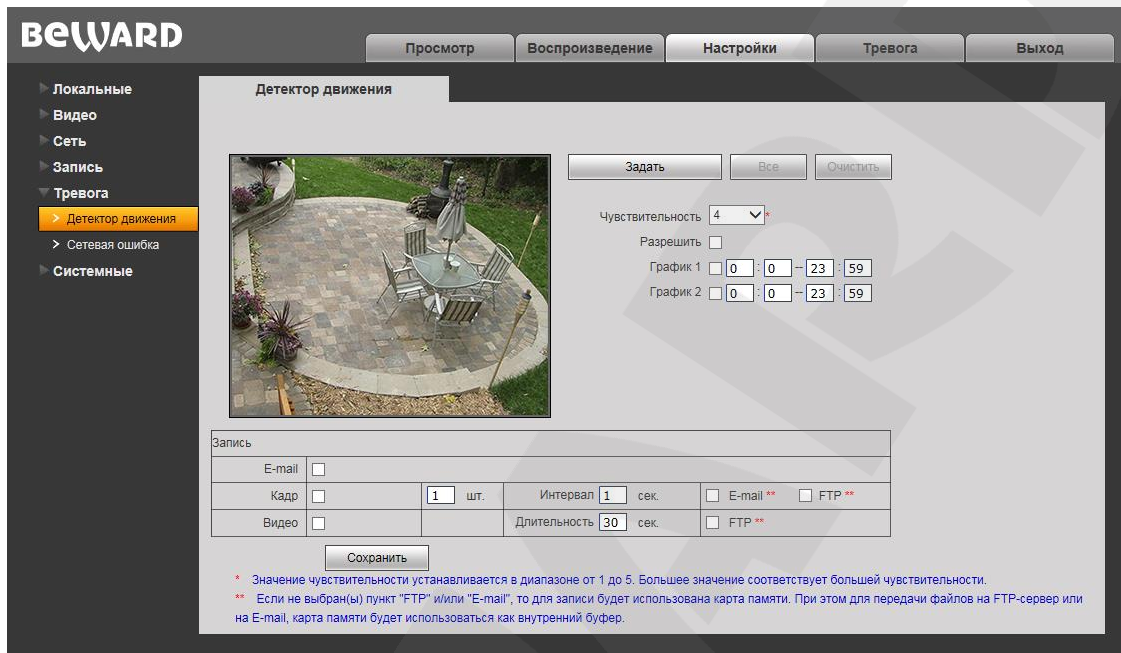 BEWARD
Просмотр Воспроизведение Настройки Тревога Выход
Локальные
Видео
Сеть
Запись
Тревога
Детектор движения
Сетевая ошибка
Системные
Детектор движения
Задать Все Очистить
Чувствительность 4 *
Разрешить
График 1 0 : 0 -- 23 : 59
График 2 0 : 0 -- 23 : 59
Запись
E-mail
Кадр 1 шт. Интервал 1 сек. E-mail ** FTP **
Видео Длительность 30 сек. FTP **
Сохранить
* Значение чувствительности устанавливается в диапазоне от 1 до 5. Большее значение соответствует большей чувствительности.
** Если не выбран(ы) пункт "FTP" и/или "E-mail", то для записи будет использована карта памяти. При этом для передачи файлов на FTP-сервер или
на E-mail, карта памяти будет использоваться как внутренний буфер.